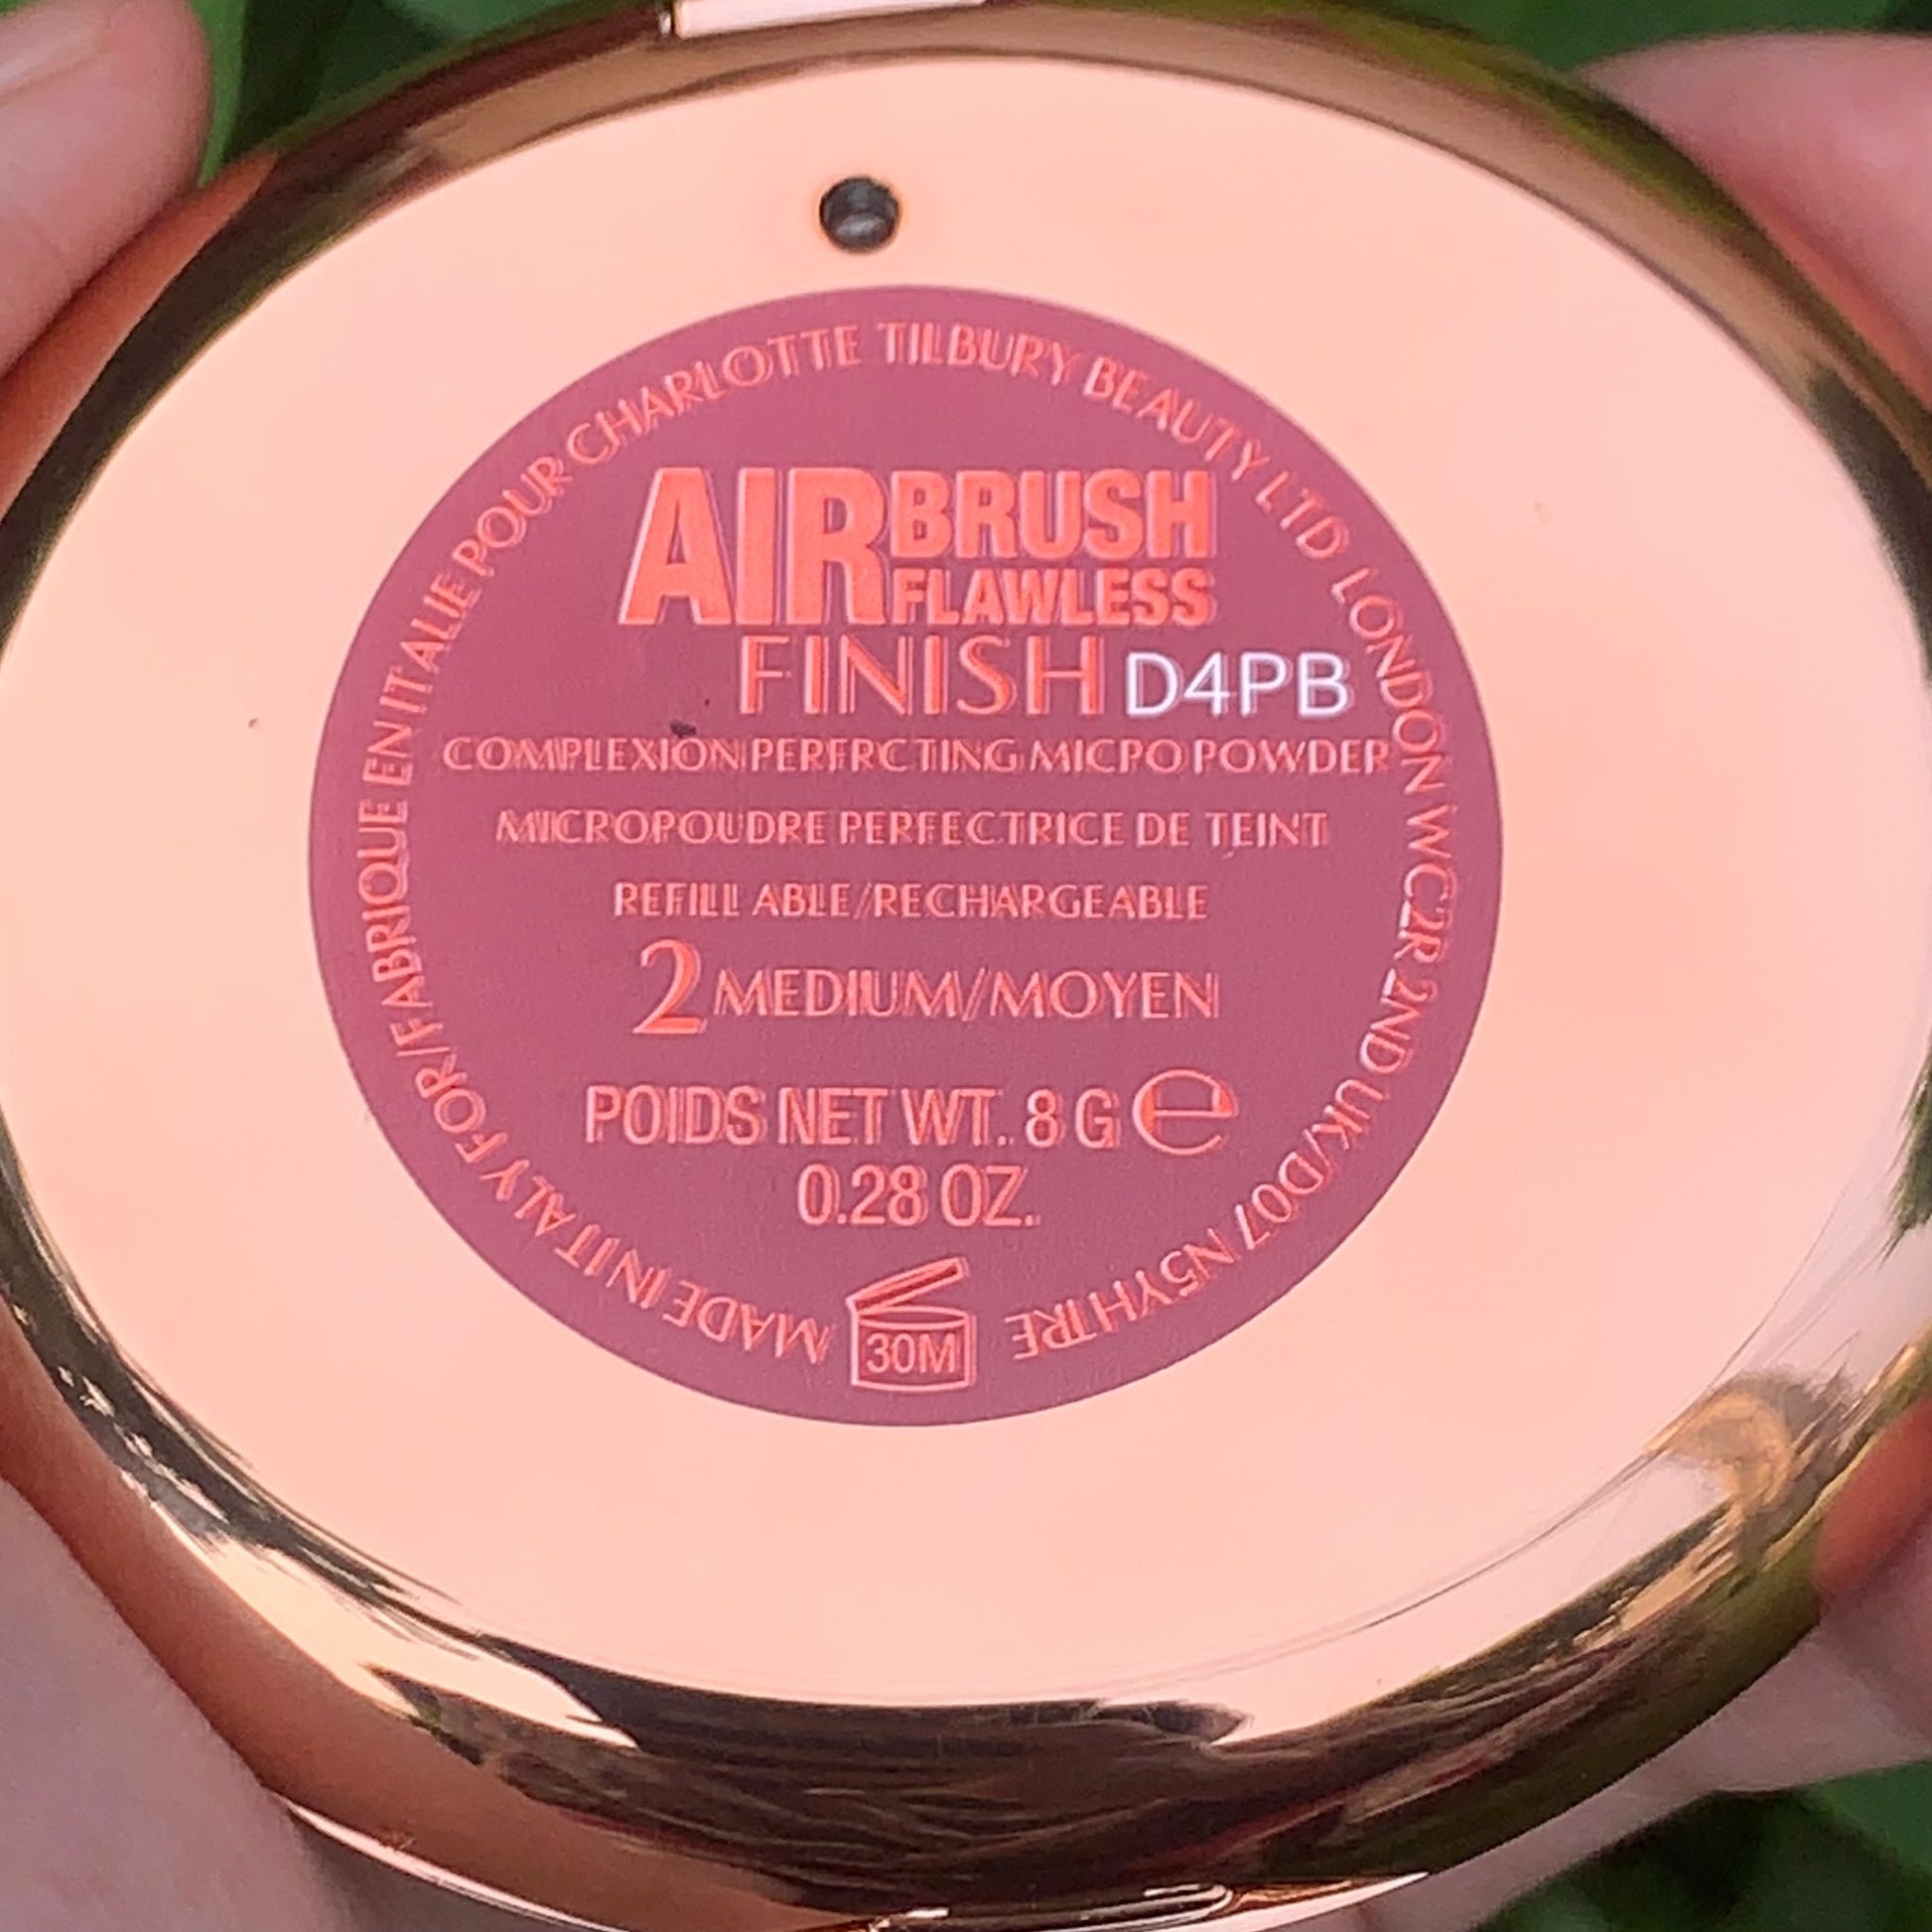 AIRBRUSH
FLAWLESS
FINISH D4PB
COMPLEXION PERFRCTING MICPO POWDER
MICROPOUDRE PERFECTRICE DE TEINT
REFILL ABLE/RECHARGEABLE
2 MEDIUM/MOYEN
POIDS NET WT.. 8 G e
0.28 OZ..
30M
MADE IN ITALY FOR/FABRIQUE EN ITALIE POUR CHARLOTTE TILBURY BEAUTY LTD LONDON WC2R 2ND UK/D07 N5YH IRE